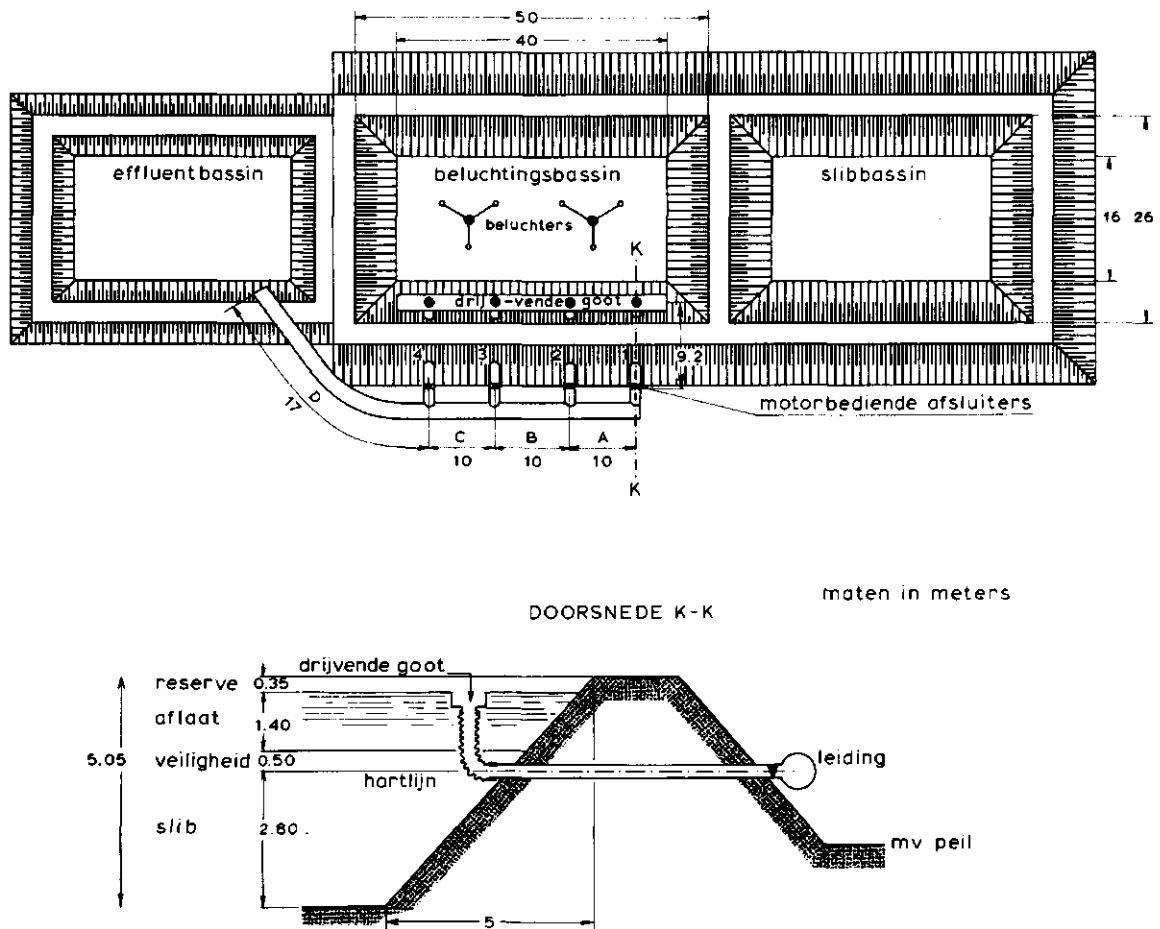 50
40
effluentbassin
beluchtingsbassin
slibbassin
beluchters
16
26
K
drij-vende goot
4
3
2
1
9.2
motorbediende afsluiters
17
D
C
B
A
10
10
10
K
maten in meters
DOORSNEDE K-K
drijvende goot
reserve 0.35
aflaat
1.40
5.05
veiligheid 0.50
leiding
hartlijn
slib
2.80
mv peil
5